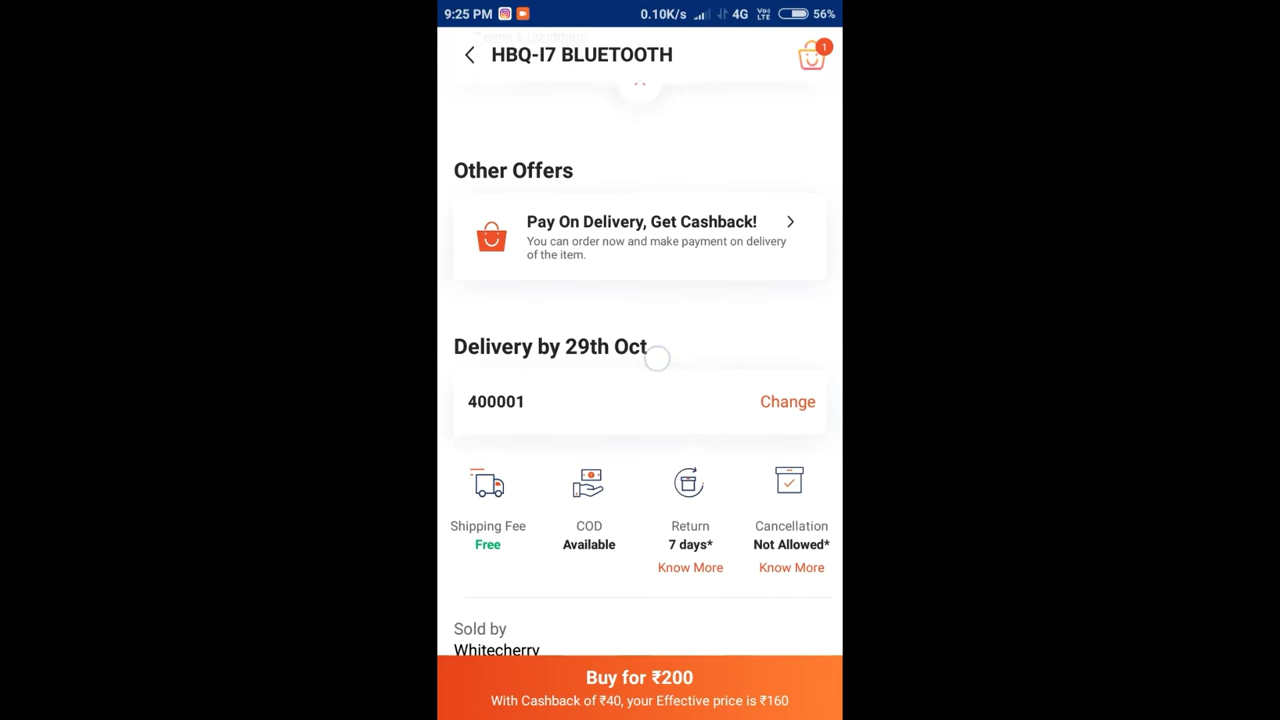 9:25 PM 0.10K/s 4G Vo LTE 56%
Terms & Conditions
HBQ-I7 BLUETOOTH
1
Other Offers
Pay On Delivery, Get Cashback!
You can order now and make payment on delivery
of the item.
Delivery by 29th Oct
400001 Change
Shipping Fee COD Return Cancellation
Free Available 7 days* Not Allowed*
Know More Know More
Sold by
Whitecherry
Buy for ₹200
With Cashback of ₹40, your Effective price is ₹160